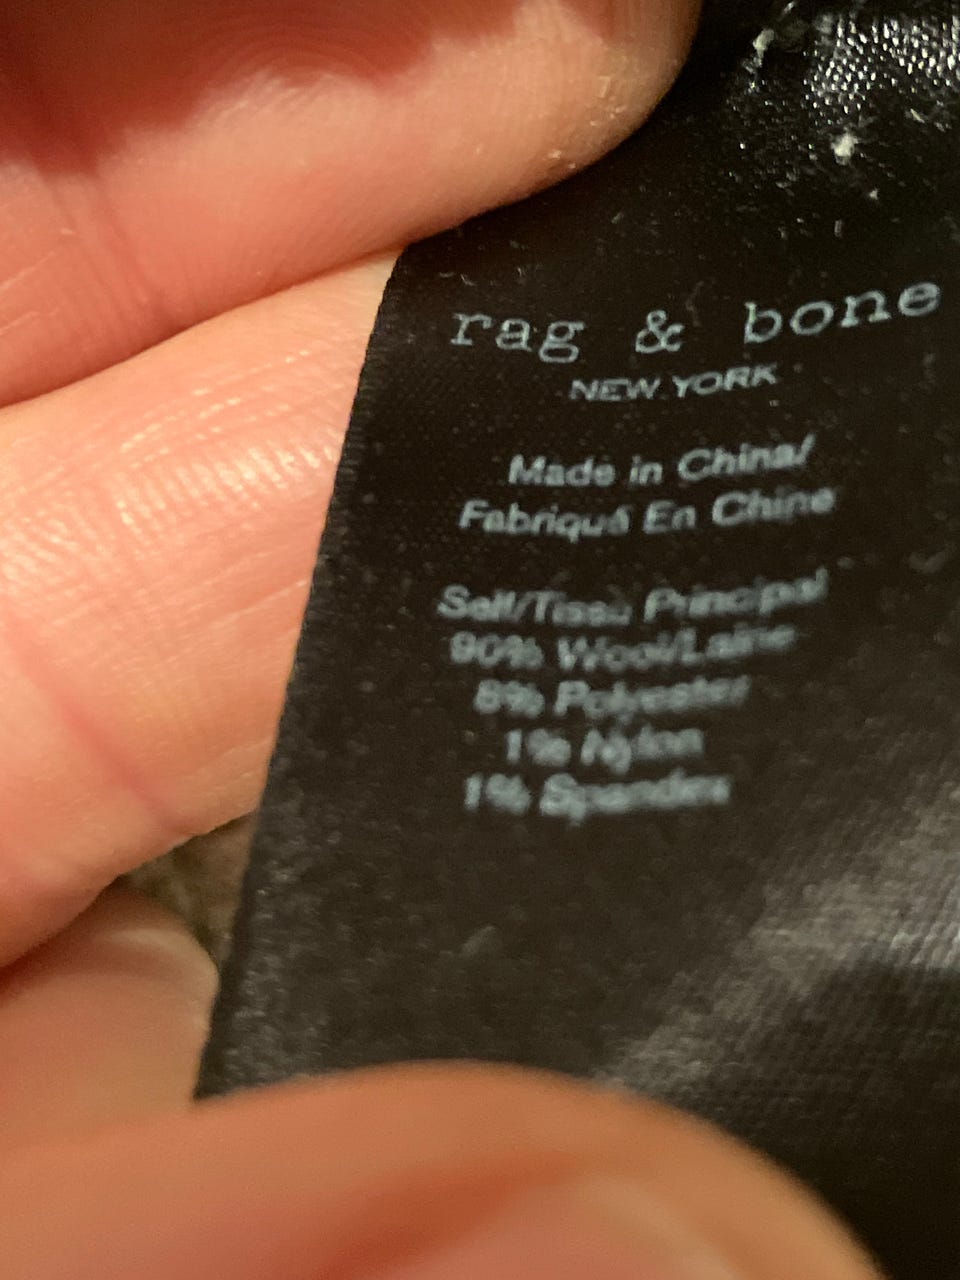 rag & bone
NEW YORK
Made in China/
Fabriqué En Chine
Self/Tissu Principal
90% Wool/Laine
8% Polyester
1% Nylon
1% Spandex